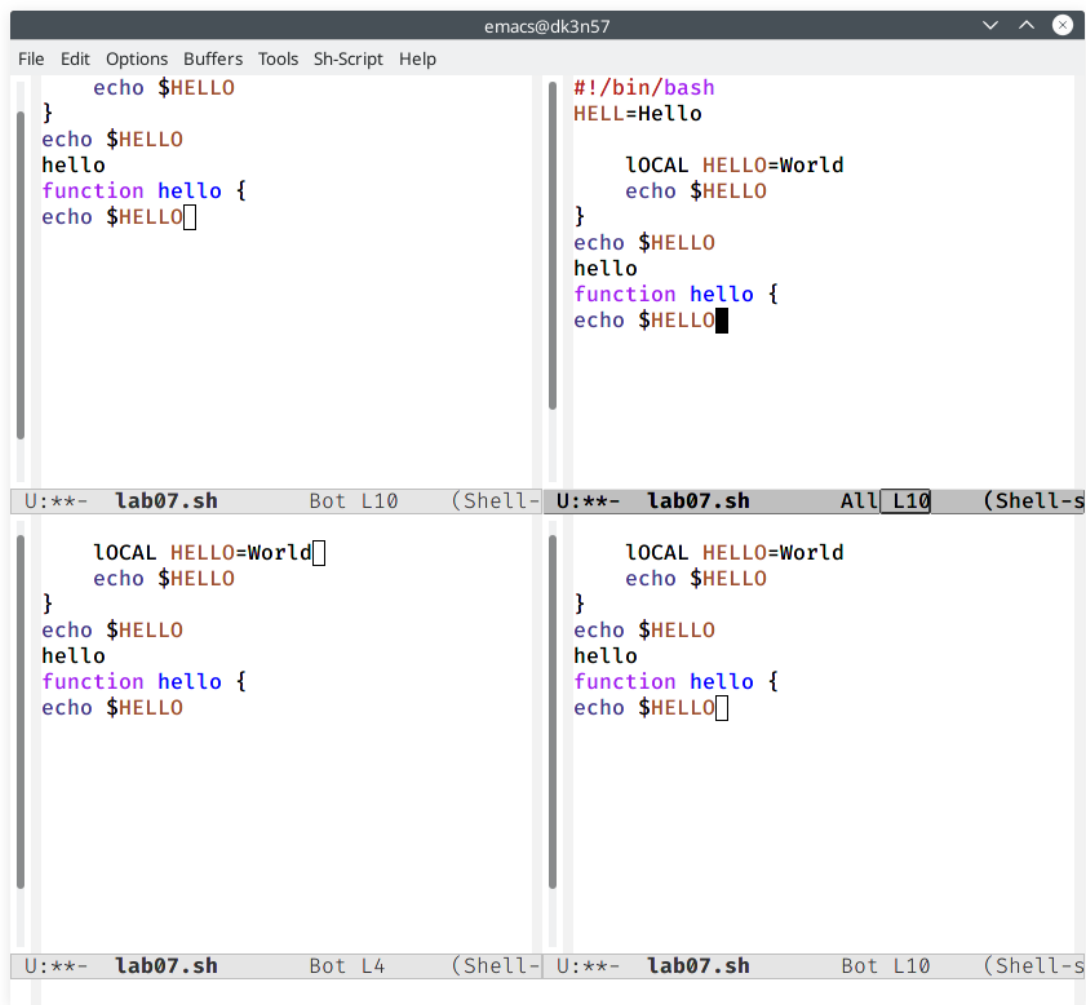 emacs@dk3n57
File Edit Options Buffers Tools Sh-Script Help
    echo $HELLO
}
echo $HELLO
hello
function hello {
echo $HELLO
U:**-  lab07.sh       Bot L10    (Shell-
#!/bin/bash
HELL=Hello

    lOCAL HELLO=World
    echo $HELLO
}
echo $HELLO
hello
function hello {
echo $HELLO
U:**-  lab07.sh       All L10    (Shell-s
    lOCAL HELLO=World
    echo $HELLO
}
echo $HELLO
hello
function hello {
echo $HELLO
U:**-  lab07.sh       Bot L4     (Shell-
    lOCAL HELLO=World
    echo $HELLO
}
echo $HELLO
hello
function hello {
echo $HELLO
U:**-  lab07.sh       Bot L10    (Shell-s